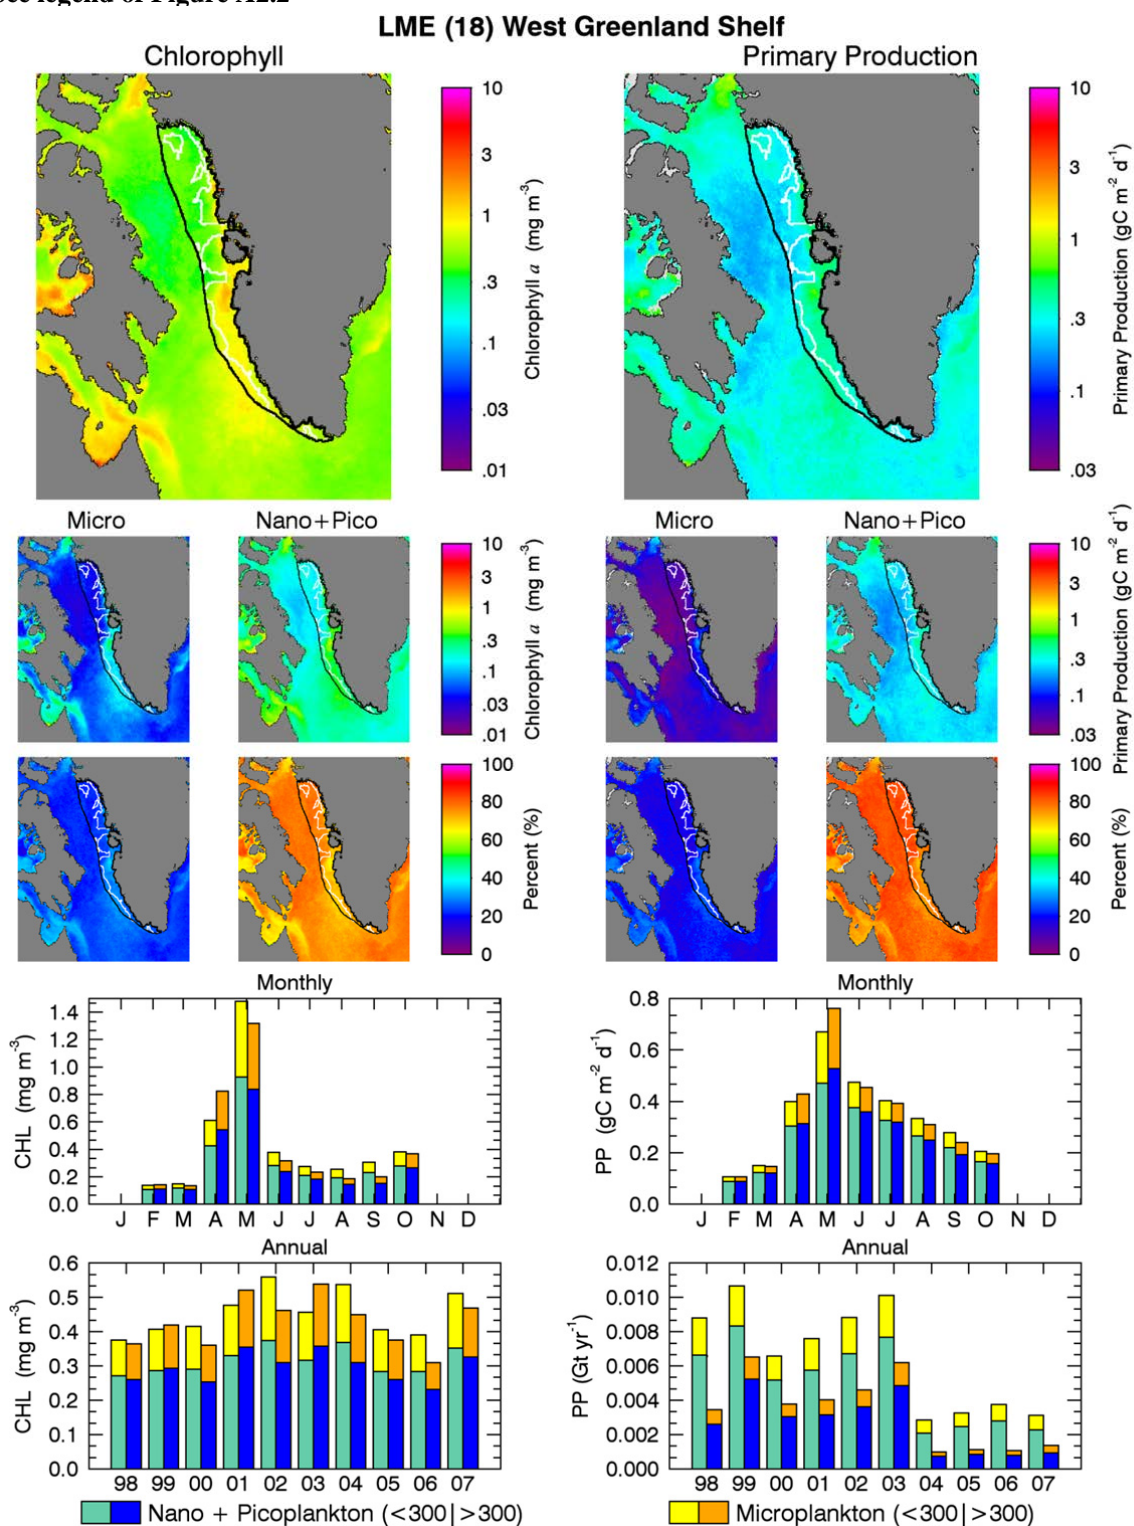 see legend of Figure A2.2
LME (18) West Greenland Shelf
Chlorophyll
Primary Production
10
3
1
.3
.1
.03
.01
Chlorophyll a (mg m-3)
10
3
1
.3
.1
.03
Primary Production (gC m-2 d-1)
Micro
Nano+Pico
Micro
Nano+Pico
10
3
1
.3
.1
.03
.01
Chlorophyll a (mg m-3)
10
3
1
.3
.1
.03
Primary Production (gC m-2 d-1)
100
80
60
40
20
0
Percent (%)
100
80
60
40
20
0
Percent (%)
Monthly
CHL (mg m-3)
1.4
1.2
1.0
0.8
0.6
0.4
0.2
0.0
J F M A M J J A S O N D
Monthly
PP (gC m-2 d-1)
0.8
0.6
0.4
0.2
0.0
J F M A M J J A S O N D
Annual
CHL (mg m-3)
0.6
0.5
0.4
0.3
0.2
0.1
0.0
98 99 00 01 02 03 04 05 06 07
Annual
PP (Gt yr-1)
0.012
0.010
0.008
0.006
0.004
0.002
0.000
98 99 00 01 02 03 04 05 06 07
Nano + Picoplankton (<300|>300)
Microplankton (<300|>300)